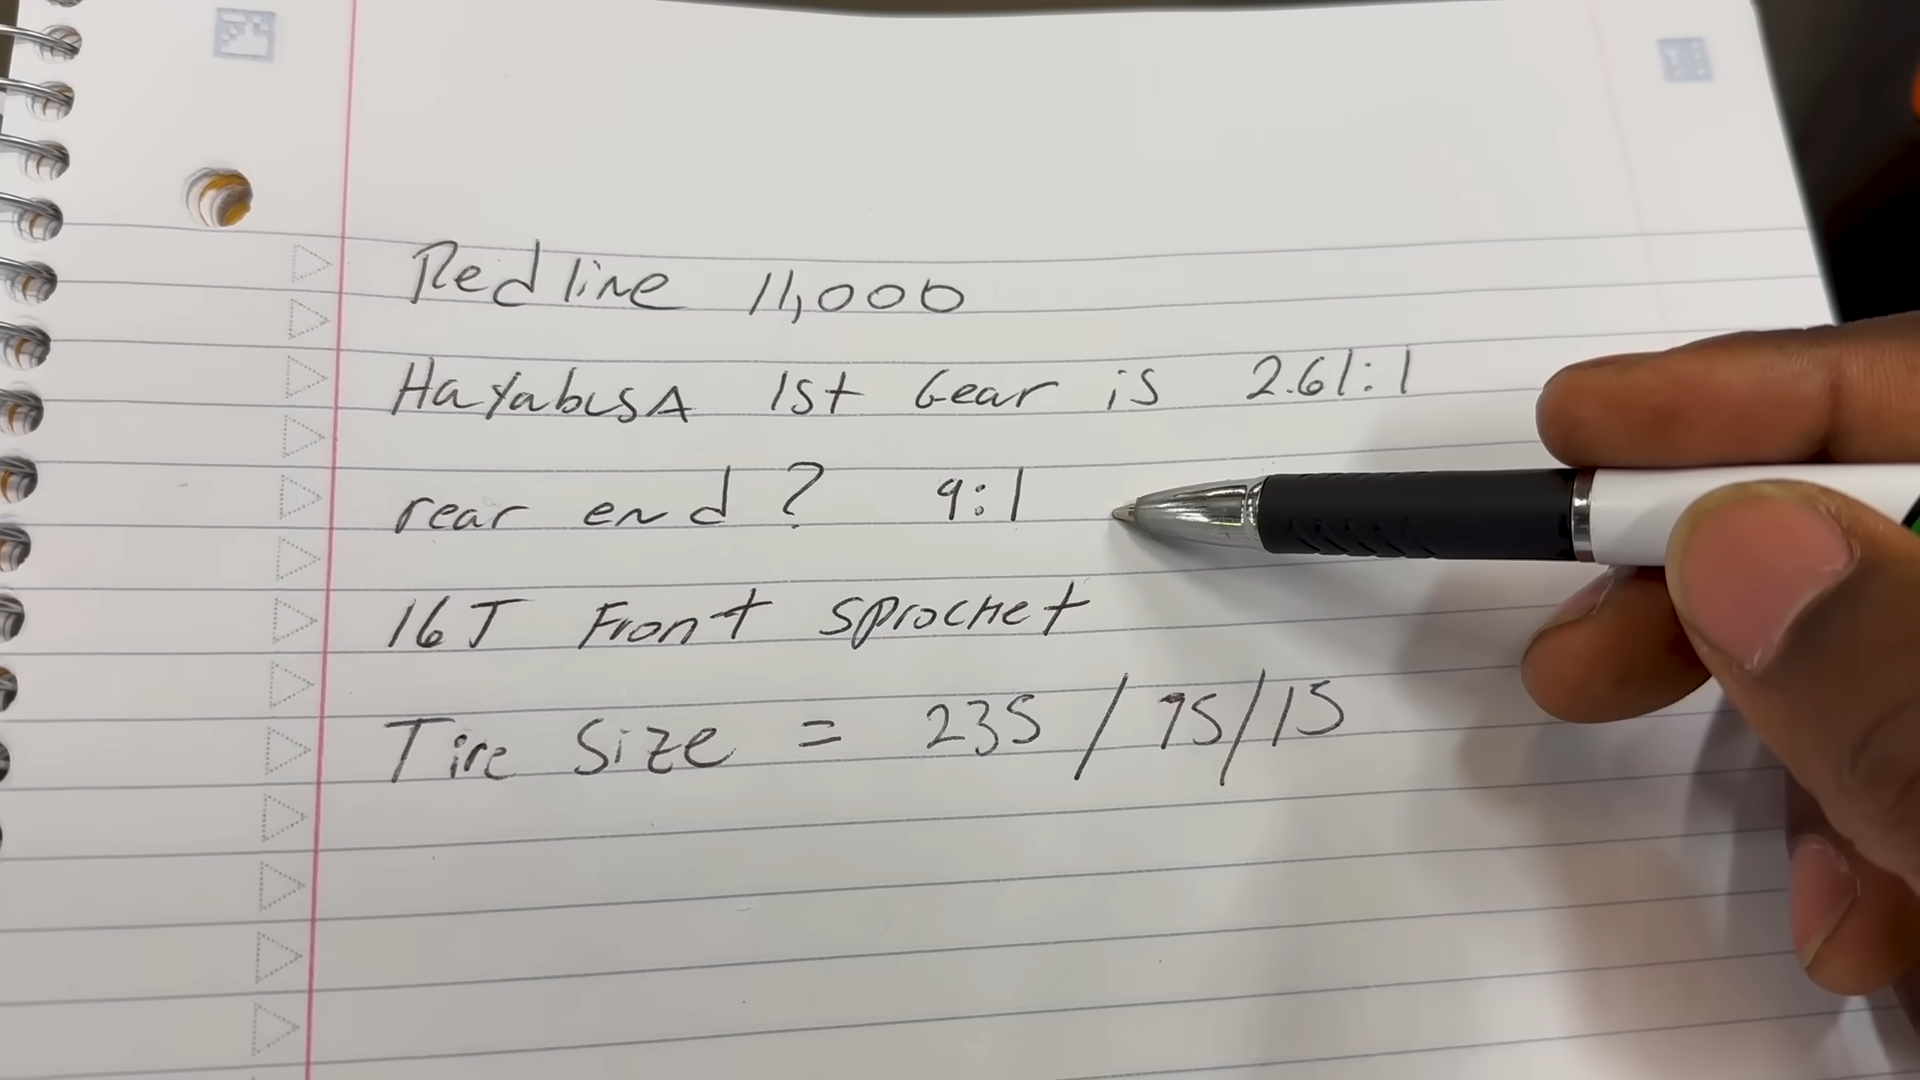 Redline 11,000
HayabusA 1st Gear is 2.61:1
rear end? 9:1
16T Front Sprocket
Tire Size = 235/75/15